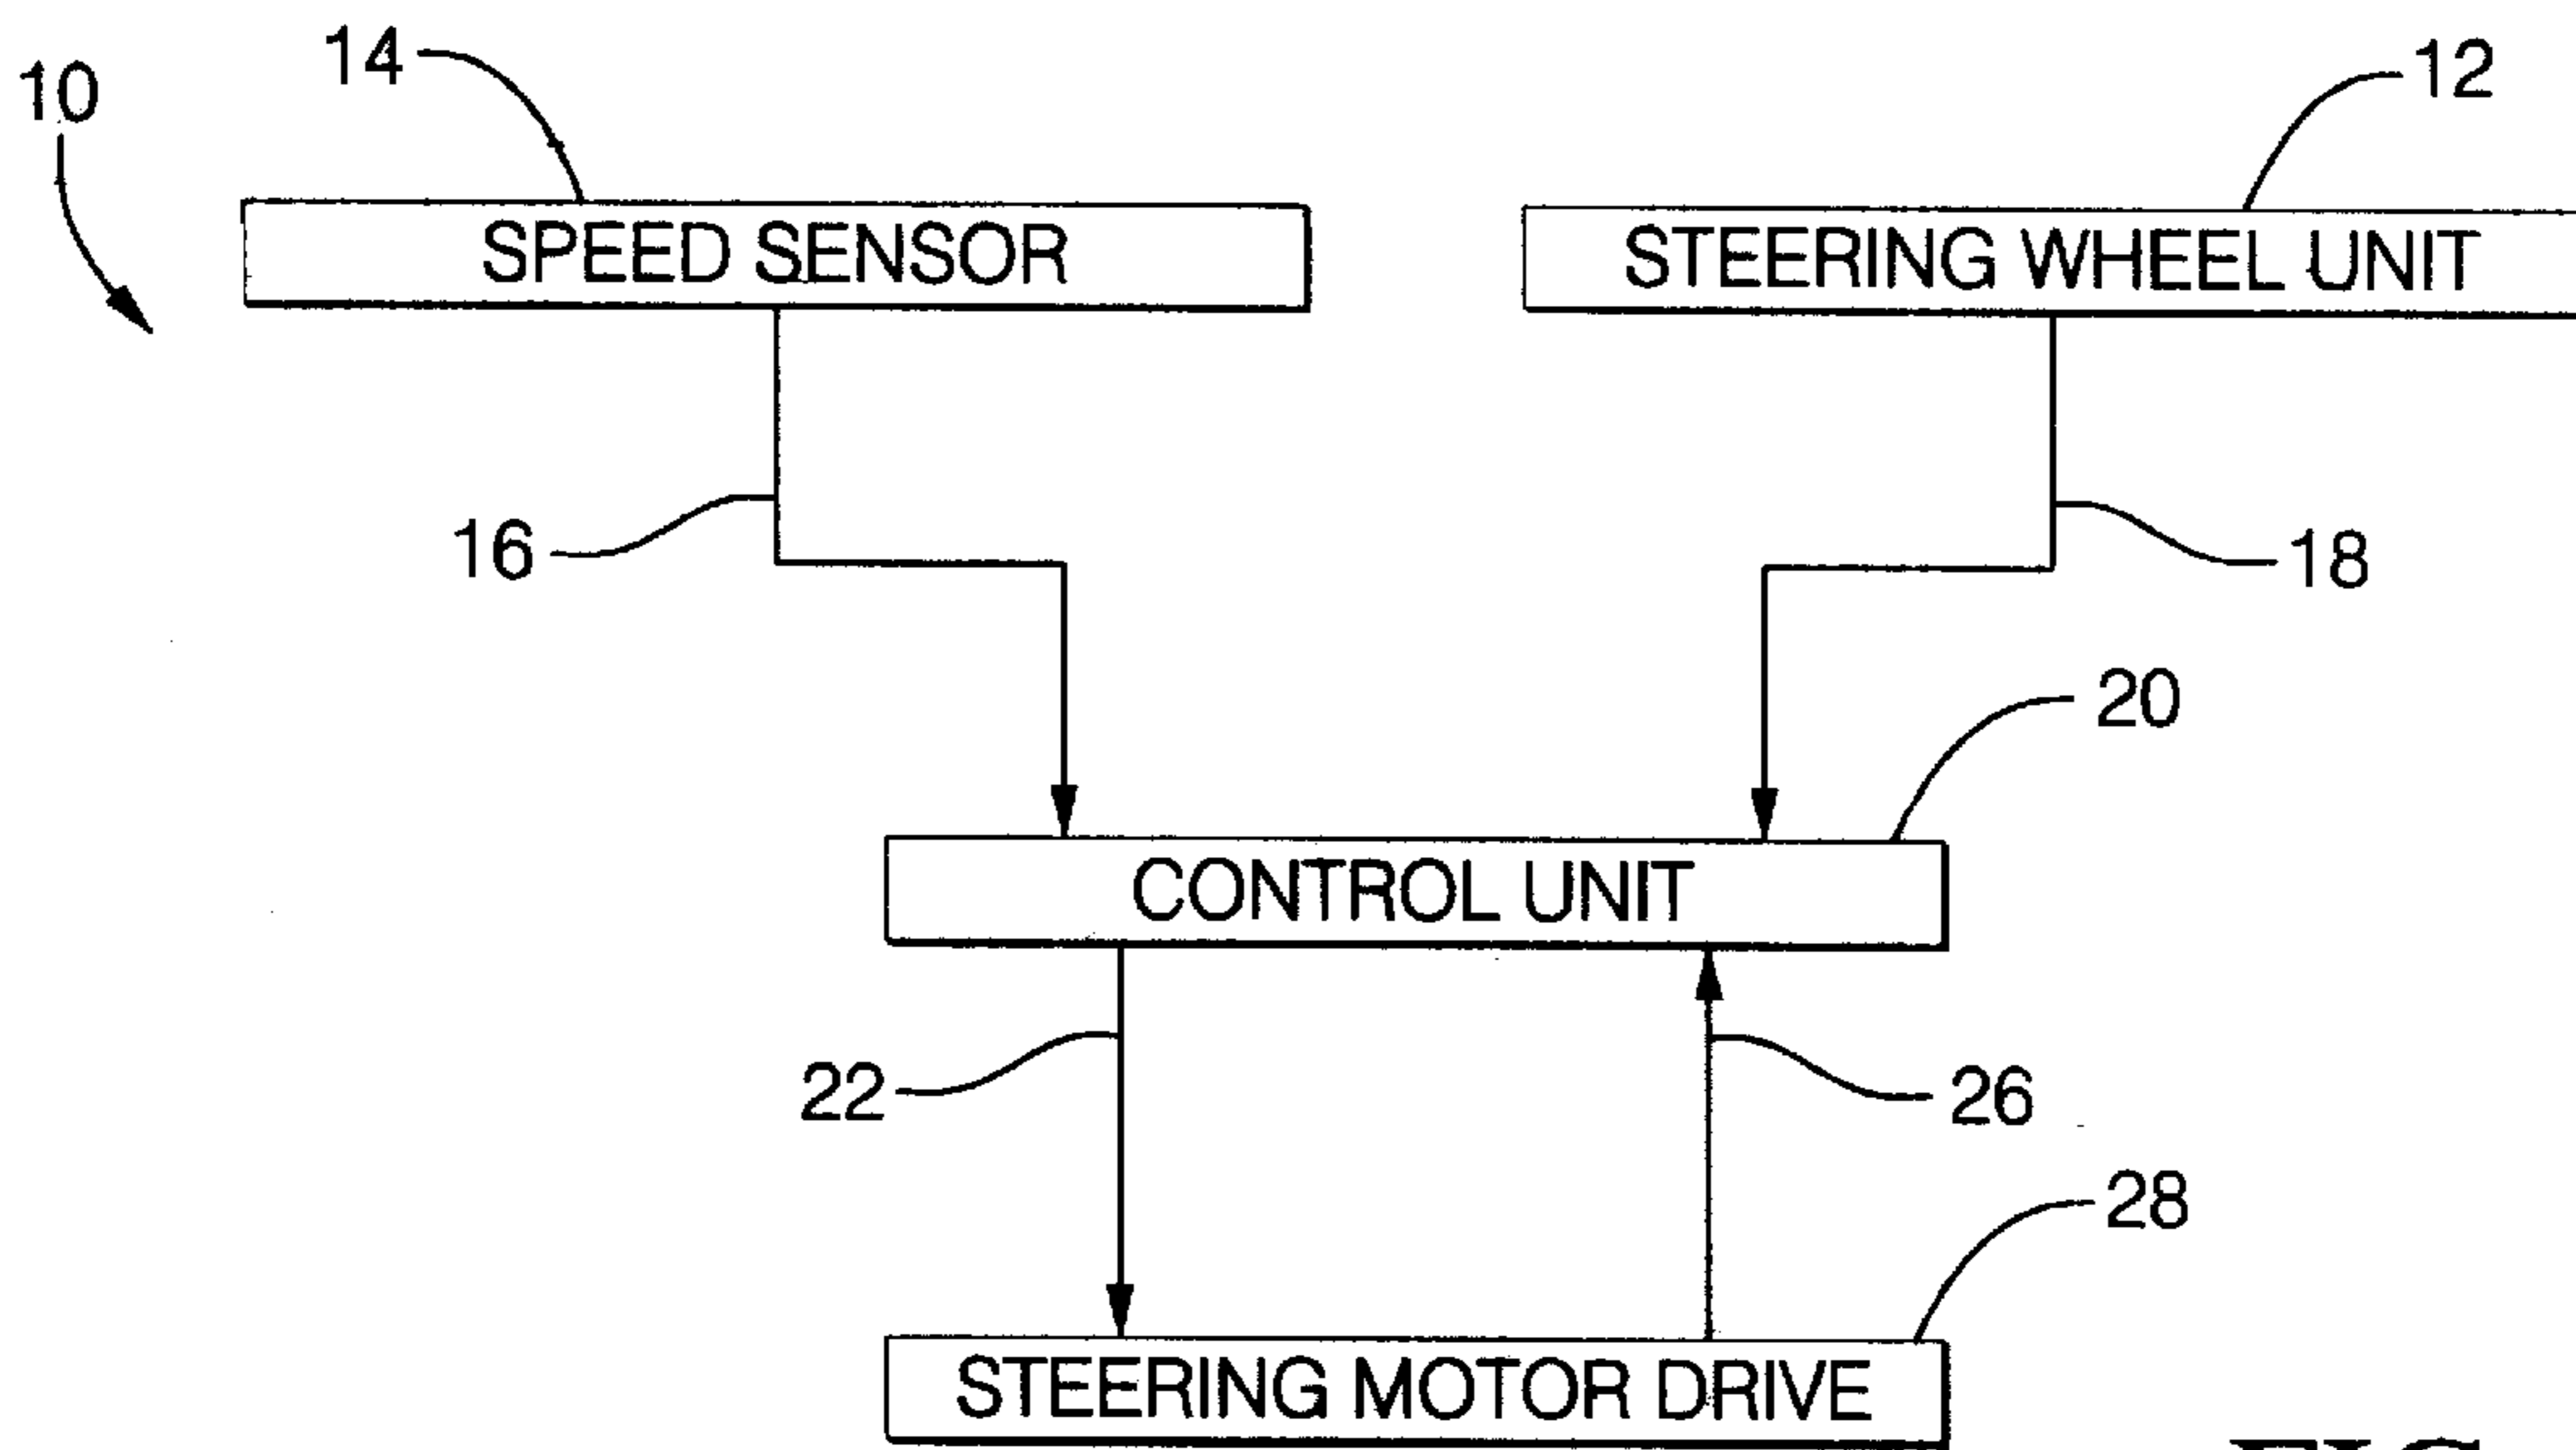 14
12
10
SPEED SENSOR
STEERING WHEEL UNIT
16
18
20
CONTROL UNIT
22
26
28
STEERING MOTOR DRIVE